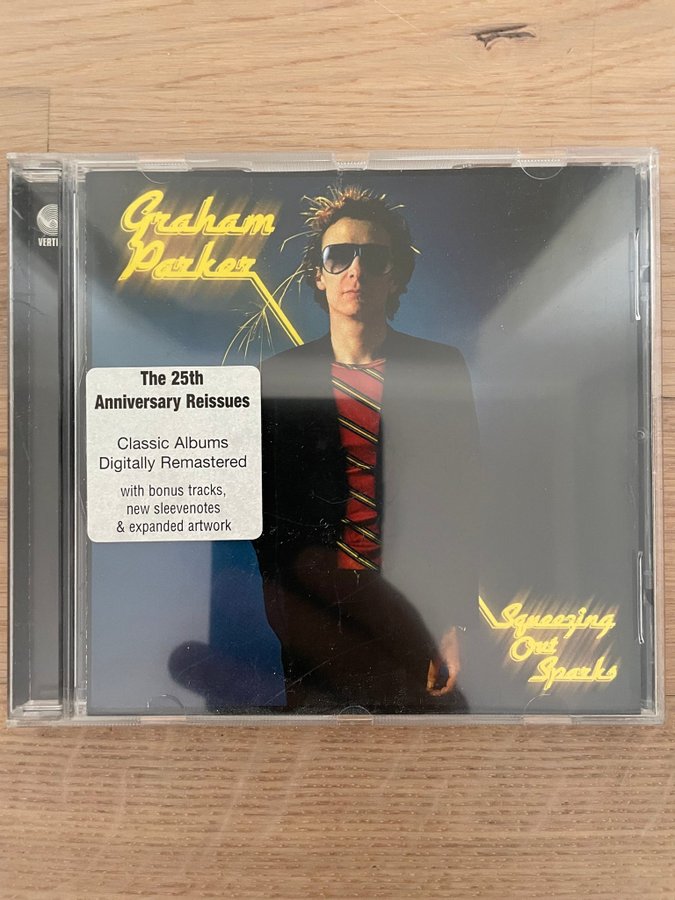 VERTI
Graham
Parker
The 25th
Anniversary Reissues
Classic Albums
Digitally Remastered
with bonus tracks,
new sleevenotes
& expanded artwork
Squeezing
Out
Sparks